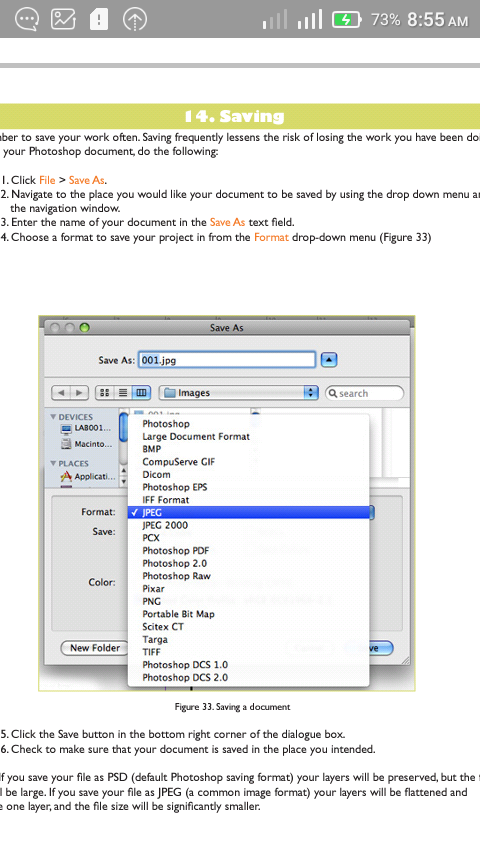 73% 8:55 AM
14. Saving
ber to save your work often. Saving frequently lessens the risk of losing the work you have been
your Photoshop document, do the following:
1. Click File > Save As.
2. Navigate to the place you would like your document to be saved by using the drop down menu
the navigation window.
3. Enter the name of your document in the Save As text field.
4. Choose a format to save your project in from the Format drop-down menu (Figure 33)
Save As
Save As: 001.jpg
Images
search
DEVICES
LAB001...
Macinto...
PLACES
Applicati...
Format:
Save:
Color:
Photoshop
Large Document Format
BMP
CompuServe GIF
Dicom
Photoshop EPS
IFF Format
✓ JPEG
JPEG 2000
PCX
Photoshop PDF
Photoshop 2.0
Photoshop Raw
Pixar
PNG
Portable Bit Map
Scitex CT
Targa
TIFF
Photoshop DCS 1.0
Photoshop DCS 2.0
New Folder
ve
Figure 33. Saving a document
5. Click the Save button in the bottom right corner of the dialogue box.
6. Check to make sure that your document is saved in the place you intended.
If you save your file as PSD (default Photoshop saving format) your layers will be preserved, but the
l be large. If you save your file as JPEG (a common image format) your layers will be flattened and
e one layer, and the file size will be significantly smaller.